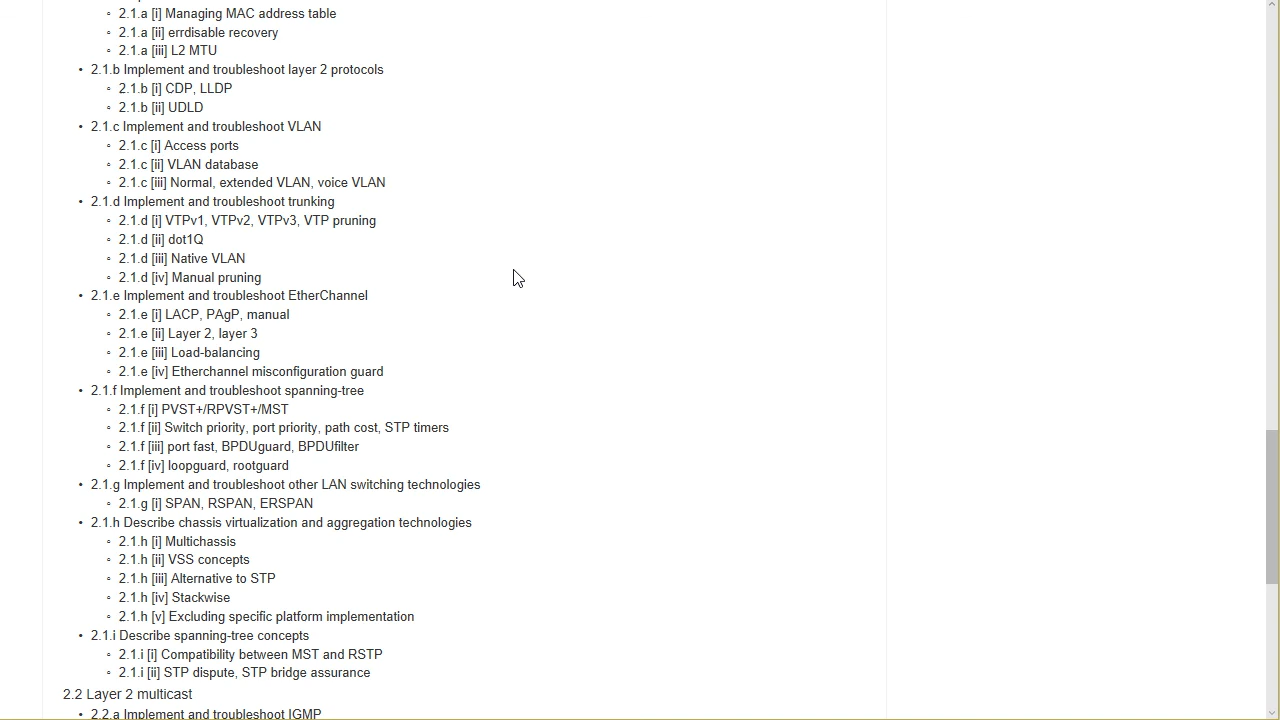 2.1.a [i] Managing MAC address table
2.1.a [ii] errdisable recovery
2.1.a [iii] L2 MTU
2.1.b Implement and troubleshoot layer 2 protocols
2.1.b [i] CDP, LLDP
2.1.b [ii] UDLD
2.1.c Implement and troubleshoot VLAN
2.1.c [i] Access ports
2.1.c [ii] VLAN database
2.1.c [iii] Normal, extended VLAN, voice VLAN
2.1.d Implement and troubleshoot trunking
2.1.d [i] VTPv1, VTPv2, VTPv3, VTP pruning
2.1.d [ii] dot1Q
2.1.d [iii] Native VLAN
2.1.d [iv] Manual pruning
2.1.e Implement and troubleshoot EtherChannel
2.1.e [i] LACP, PAgP, manual
2.1.e [ii] Layer 2, layer 3
2.1.e [iii] Load-balancing
2.1.e [iv] Etherchannel misconfiguration guard
2.1.f Implement and troubleshoot spanning-tree
2.1.f [i] PVST+/RPVST+/MST
2.1.f [ii] Switch priority, port priority, path cost, STP timers
2.1.f [iii] port fast, BPDUguard, BPDUfilter
2.1.f [iv] loopguard, rootguard
2.1.g Implement and troubleshoot other LAN switching technologies
2.1.g [i] SPAN, RSPAN, ERSPAN
2.1.h Describe chassis virtualization and aggregation technologies
2.1.h [i] Multichassis
2.1.h [ii] VSS concepts
2.1.h [iii] Alternative to STP
2.1.h [iv] Stackwise
2.1.h [v] Excluding specific platform implementation
2.1.i Describe spanning-tree concepts
2.1.i [i] Compatibility between MST and RSTP
2.1.i [ii] STP dispute, STP bridge assurance
2.2 Layer 2 multicast
2.2.a Implement and troubleshoot IGMP